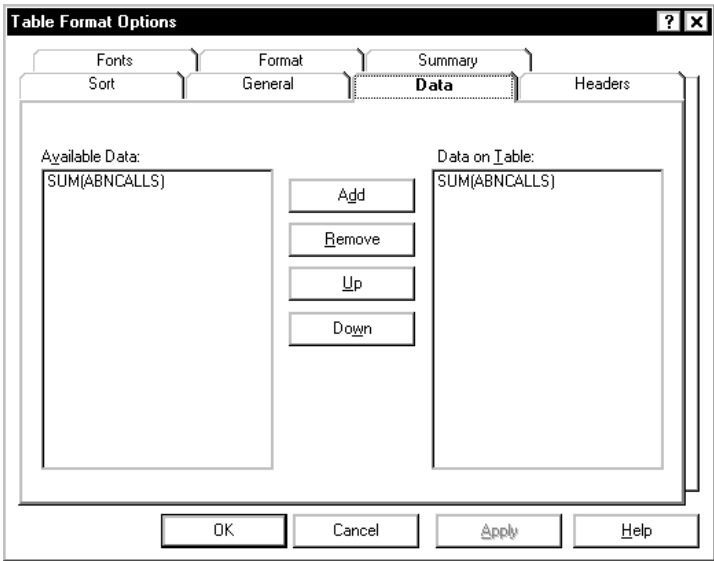 Table Format Options
Fonts Format Summary
Sort General Data Headers
Available Data: Data on Table:
SUM(ABNCALLS) SUM(ABNCALLS)
Add
Remove
Up
Down
OK Cancel Apply Help